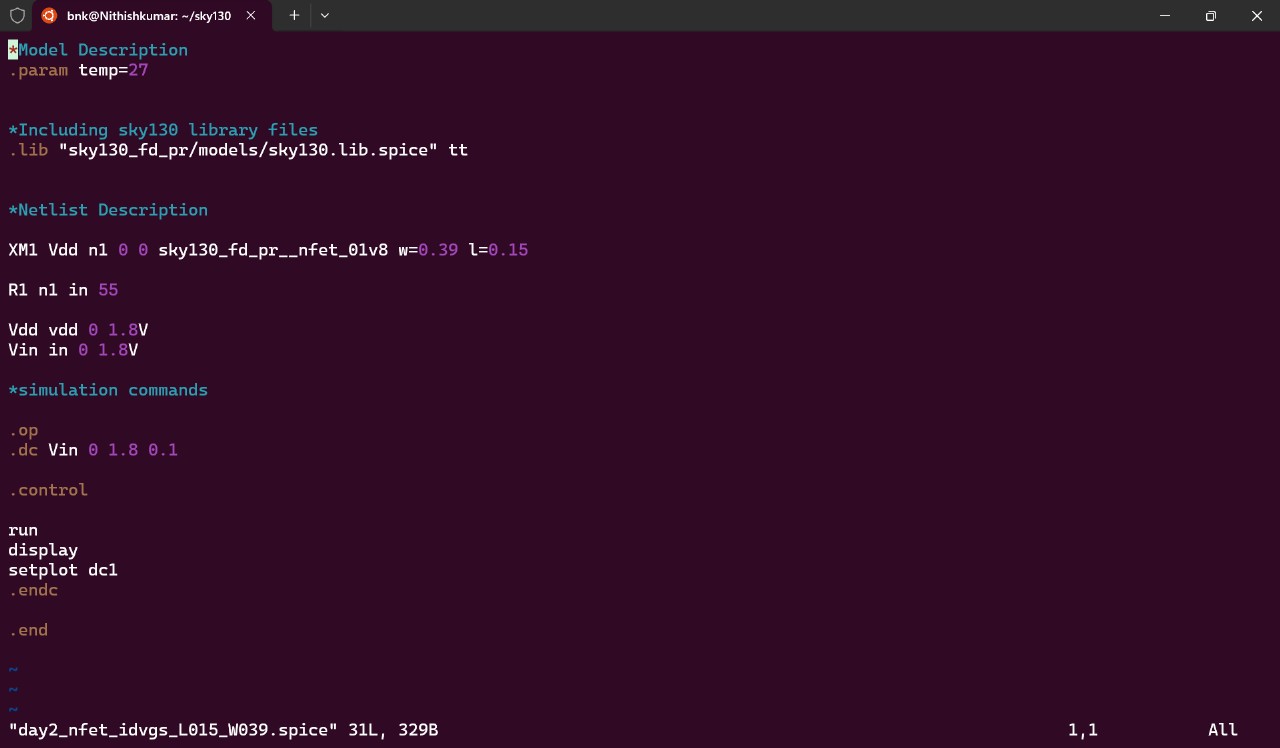 bnk@Nithishkumar: ~/sky130
*Model Description
.param temp=27
*Including sky130 library files
.lib "sky130_fd_pr/models/sky130.lib.spice" tt
*Netlist Description
XM1 Vdd n1 0 0 sky130_fd_pr__nfet_01v8 w=0.39 l=0.15
R1 n1 in 55
Vdd vdd 0 1.8V
Vin in 0 1.8V
*simulation commands
.op
.dc Vin 0 1.8 0.1
.control
run
display
setplot dc1
.endc
.end
~
~
~
"day2_nfet_idvgs_L015_W039.spice" 31L, 329B 1,1 All